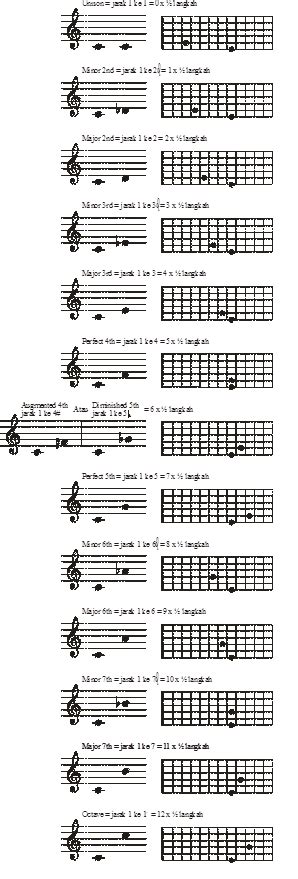 Unison = jarak 1 ke 1 = 0 x ½ langkah
Minor 2nd = jarak 1 ke 2♭ = 1 x ½ langkah
Major 2nd = jarak 1 ke 2 = 2 x ½ langkah
Minor 3rd = jarak 1 ke 3♭ = 3 x ½ langkah
Major 3rd = jarak 1 ke 3 = 4 x ½ langkah
Perfect 4th = jarak 1 ke 4 = 5 x ½ langkah
Augmented 4th Atau Diminished 5th = 6 x ½ langkah
jarak 1 ke 4# jarak 1 ke 5♭
Perfect 5th = jarak 1 ke 5 = 7 x ½ langkah
Minor 6th = jarak 1 ke 6♭ = 8 x ½ langkah
Major 6th = jarak 1 ke 6 = 9 x ½ langkah
Minor 7th = jarak 1 ke 7♭ = 10 x ½ langkah
Major 7th = jarak 1 ke 7 = 11 x ½ langkah
Octave = jarak 1 ke 1 = 12 x ½ langkah